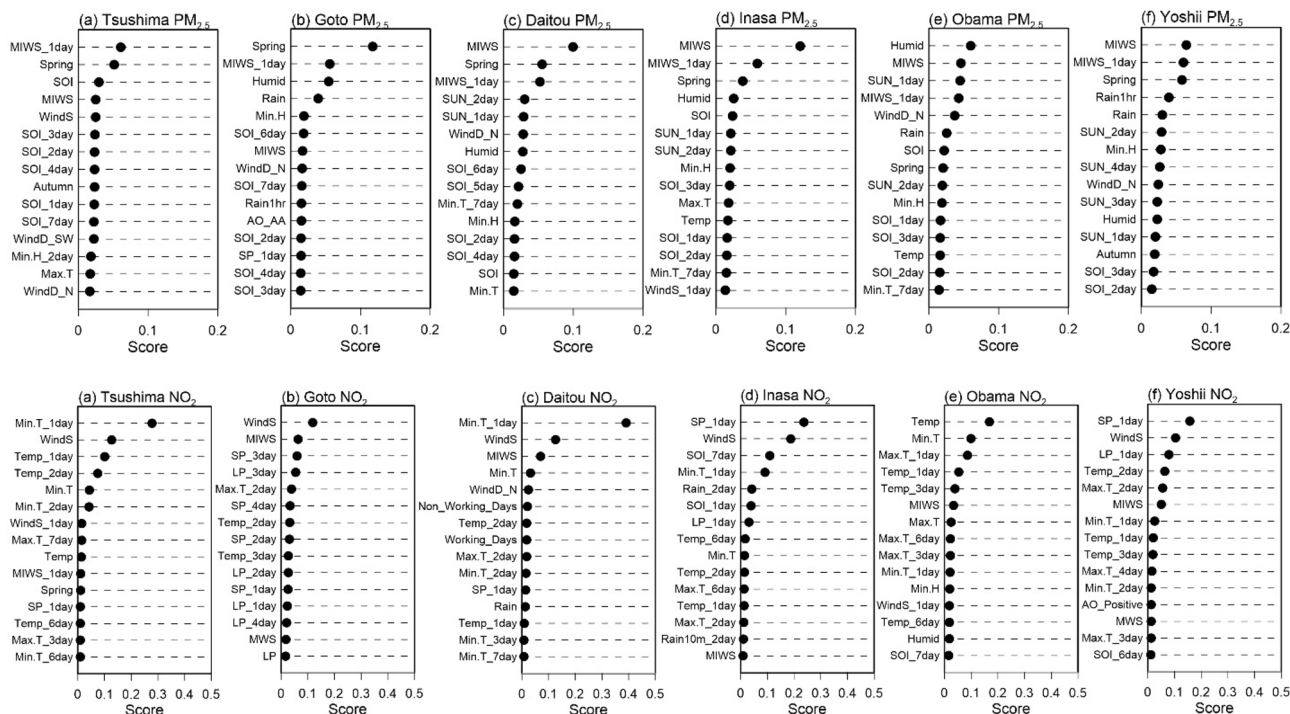 (a) Tsushima PM2.5
MIWS_1day
Spring
SOI
MIWS
WindS
SOI_3day
SOI_2day
SOI_4day
Autumn
SOI_1day
SOI_7day
WindD_SW
Min.H_2day
Max.T
WindD_N
0 0.1 0.2
Score
(b) Goto PM2.5
Spring
MIWS_1day
Humid
Rain
Min.H
SOI_6day
MIWS
WindD_N
SOI_7day
Rain1hr
AO_AA
SOI_2day
SP_1day
SOI_4day
SOI_3day
0 0.1 0.2
Score
(c) Daitou PM2.5
MIWS
Spring
MIWS_1day
SUN_2day
SUN_1day
WindD_N
Humid
SOI_6day
SOI_5day
Min.T_7day
Min.H
SOI_2day
SOI_4day
SOI
Min.T
0 0.1 0.2
Score
(d) Inasa PM2.5
MIWS
MIWS_1day
Spring
Humid
SOI
SUN_1day
SUN_2day
Min.H
SOI_3day
Max.T
Temp
SOI_1day
SOI_2day
Min.T_7day
WindS_1day
0 0.1 0.2
Score
(e) Obama PM2.5
Humid
MIWS
SUN_1day
MIWS_1day
WindD_N
Rain
SOI
Spring
SUN_2day
Min.H
SOI_1day
SOI_3day
Temp
SOI_2day
Min.T_7day
0 0.1 0.2
Score
(f) Yoshii PM2.5
MIWS
MIWS_1day
Spring
Rain1hr
Rain
SUN_2day
Min.H
SUN_4day
WindD_N
SUN_3day
Humid
SUN_1day
Autumn
SOI_3day
SOI_2day
0 0.1 0.2
Score
(a) Tsushima NO2
Min.T_1day
WindS
Temp_1day
Temp_2day
Min.T
Min.T_2day
WindS_1day
Max.T_7day
Temp
MIWS_1day
Spring
SP_1day
Temp_6day
Max.T_3day
Min.T_6day
0 0.1 0.2 0.3 0.4 0.5
Score
(b) Goto NO2
WindS
MIWS
SP_3day
LP_3day
Max.T_2day
SP_4day
Temp_2day
SP_2day
Temp_3day
LP_2day
SP_1day
LP_1day
LP_4day
MWS
LP
0 0.1 0.2 0.3 0.4 0.5
Score
(c) Daitou NO2
Min.T_1day
WindS
MIWS
Min.T
WindD_N
Non_Working_Days
Temp_2day
Working_Days
Max.T_2day
Min.T_2day
SP_1day
Rain
Temp_1day
Min.T_3day
Min.T_7day
0 0.1 0.2 0.3 0.4 0.5
Score
(d) Inasa NO2
SP_1day
WindS
SOI_7day
Min.T_1day
Rain_2day
SOI_1day
LP_1day
Temp_6day
Min.T
Temp_2day
Max.T_6day
Temp_1day
Max.T_2day
Rain10m_2day
MIWS
0 0.1 0.2 0.3 0.4 0.5
Score
(e) Obama NO2
Temp
Min.T
Max.T_1day
Temp_1day
Temp_3day
MIWS
Max.T
Max.T_6day
Max.T_3day
Min.T_1day
Min.H
WindS_1day
Temp_6day
Humid
SOI_7day
0 0.1 0.2 0.3 0.4 0.5
Score
(f) Yoshii NO2
SP_1day
WindS
LP_1day
Temp_2day
Max.T_2day
MIWS
Min.T_1day
Temp_1day
Temp_3day
Max.T_4day
Min.T_2day
AO_Positive
MWS
Max.T_3day
SOI_6day
0 0.1 0.2 0.3 0.4 0.5
Score